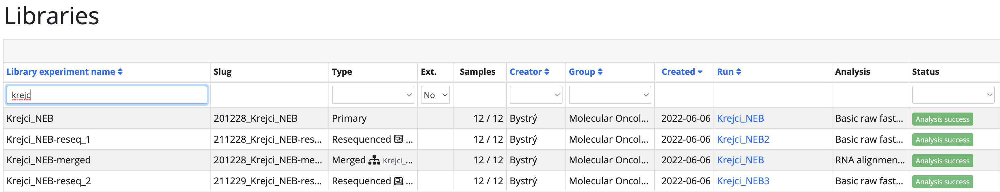 Libraries
Library experiment name Slug Type Ext. Samples Creator Group Created Run Analysis Status
krejc No
Krejci_NEB 201228_Krejci_NEB Primary 12 / 12 Bystrý Molecular Oncol... 2022-06-06 Krejci_NEB Basic raw fast... Analysis success
Krejci_NEB-reseq_1 211228_Krejci_NEB-res... Resequenced ... 12 / 12 Bystrý Molecular Oncol... 2022-06-06 Krejci_NEB2 Basic raw fast... Analysis success
Krejci_NEB-merged 201228_Krejci_NEB-me... Merged Krejci_... 12 / 12 Bystrý Molecular Oncol... 2022-06-06 Krejci_NEB RNA alignmen... Analysis success
Krejci_NEB-reseq_2 211229_Krejci_NEB-res... Resequenced ... 12 / 12 Bystrý Molecular Oncol... 2022-06-06 Krejci_NEB3 Basic raw fast... Analysis success